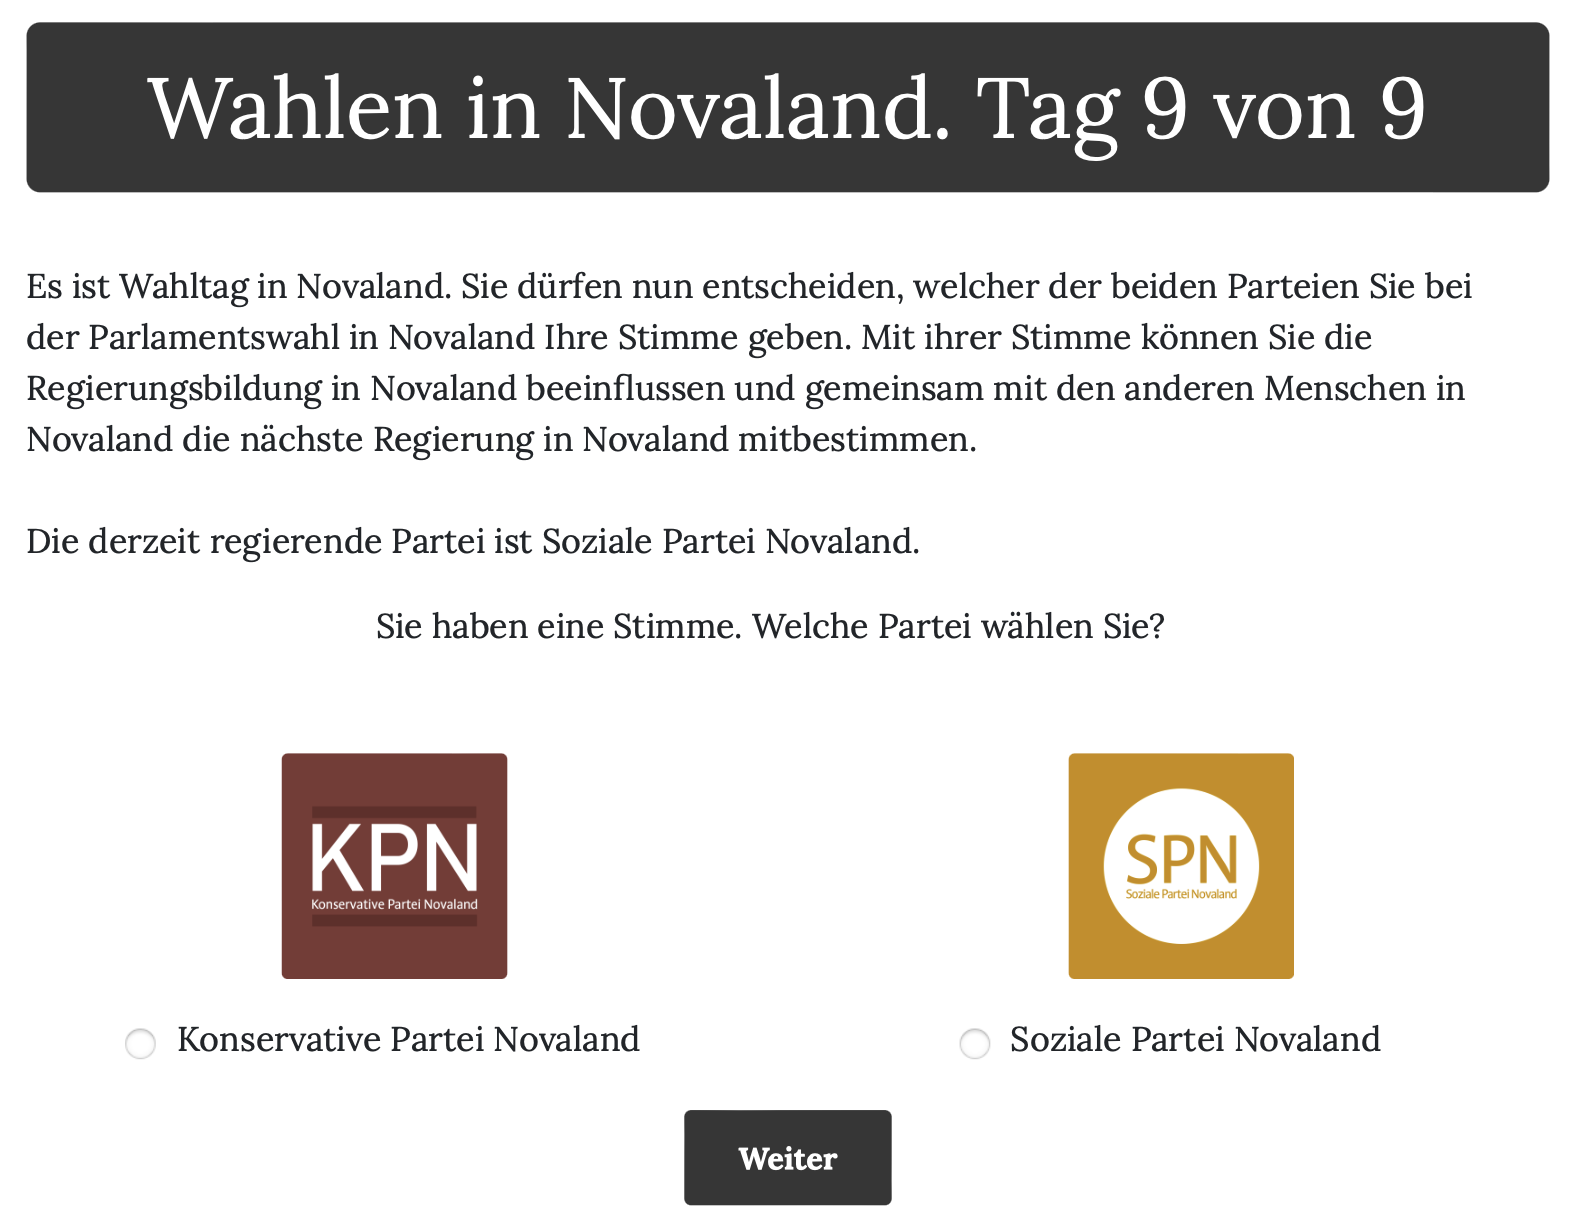 Wahlen in Novaland. Tag 9 von 9
Es ist Wahltag in Novaland. Sie dürfen nun entscheiden, welcher der beiden Parteien Sie bei
der Parlamentswahl in Novaland Ihre Stimme geben. Mit ihrer Stimme können Sie die
Regierungsbildung in Novaland beeinflussen und gemeinsam mit den anderen Menschen in
Novaland die nächste Regierung in Novaland mitbestimmen.
Die derzeit regierende Partei ist Soziale Partei Novaland.
Sie haben eine Stimme. Welche Partei wählen Sie?
KPN
Konservative Partei Novaland
SPN
Soziale Partei Novaland
Konservative Partei Novaland
Soziale Partei Novaland
Weiter